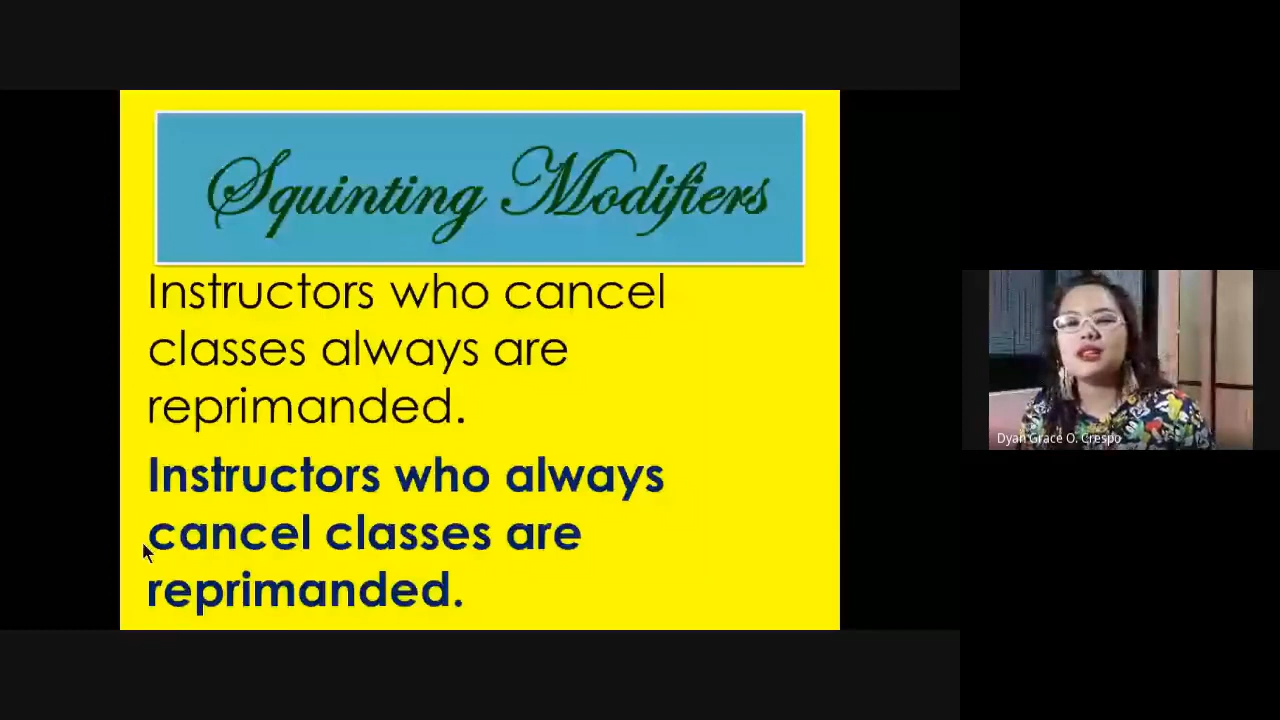 Squinting Modifiers
Instructors who cancel
classes always are
reprimanded.
Instructors who always
cancel classes are
reprimanded.
Dyan Grace O. Crespo